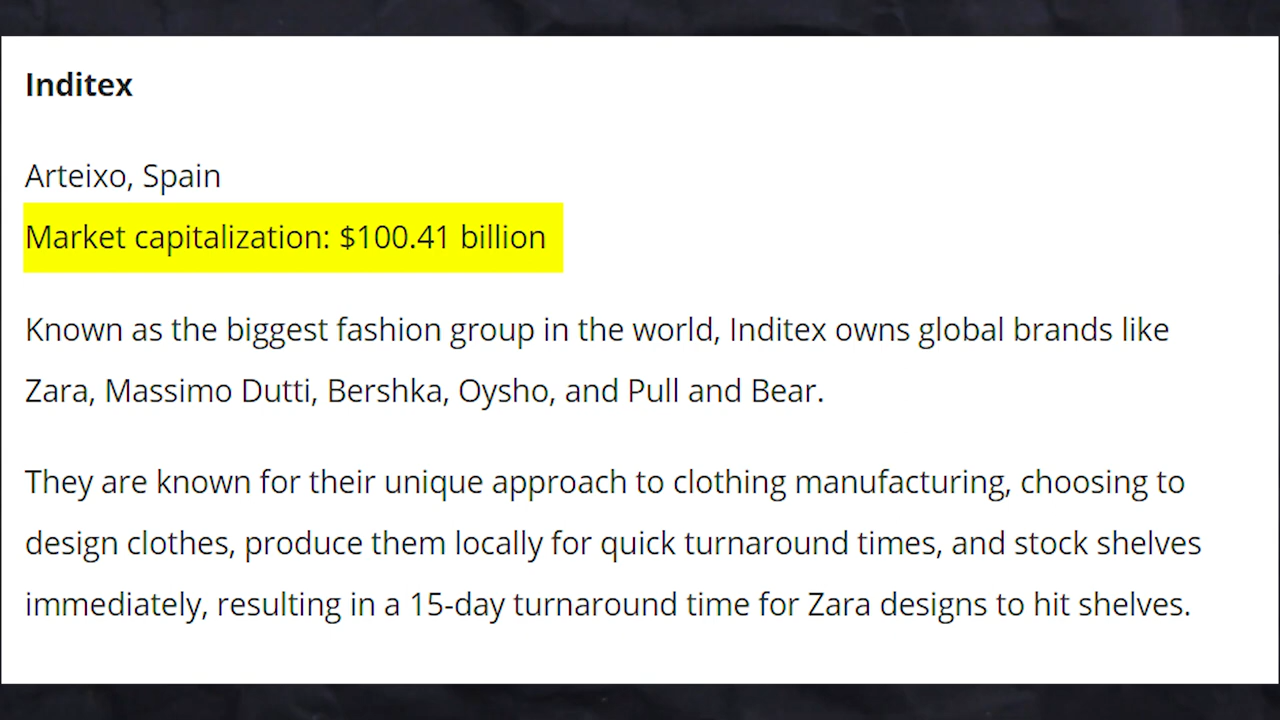 Inditex
Arteixo, Spain
Market capitalization: $100.41 billion
Known as the biggest fashion group in the world, Inditex owns global brands like
Zara, Massimo Dutti, Bershka, Oysho, and Pull and Bear.
They are known for their unique approach to clothing manufacturing, choosing to
design clothes, produce them locally for quick turnaround times, and stock shelves
immediately, resulting in a 15-day turnaround time for Zara designs to hit shelves.